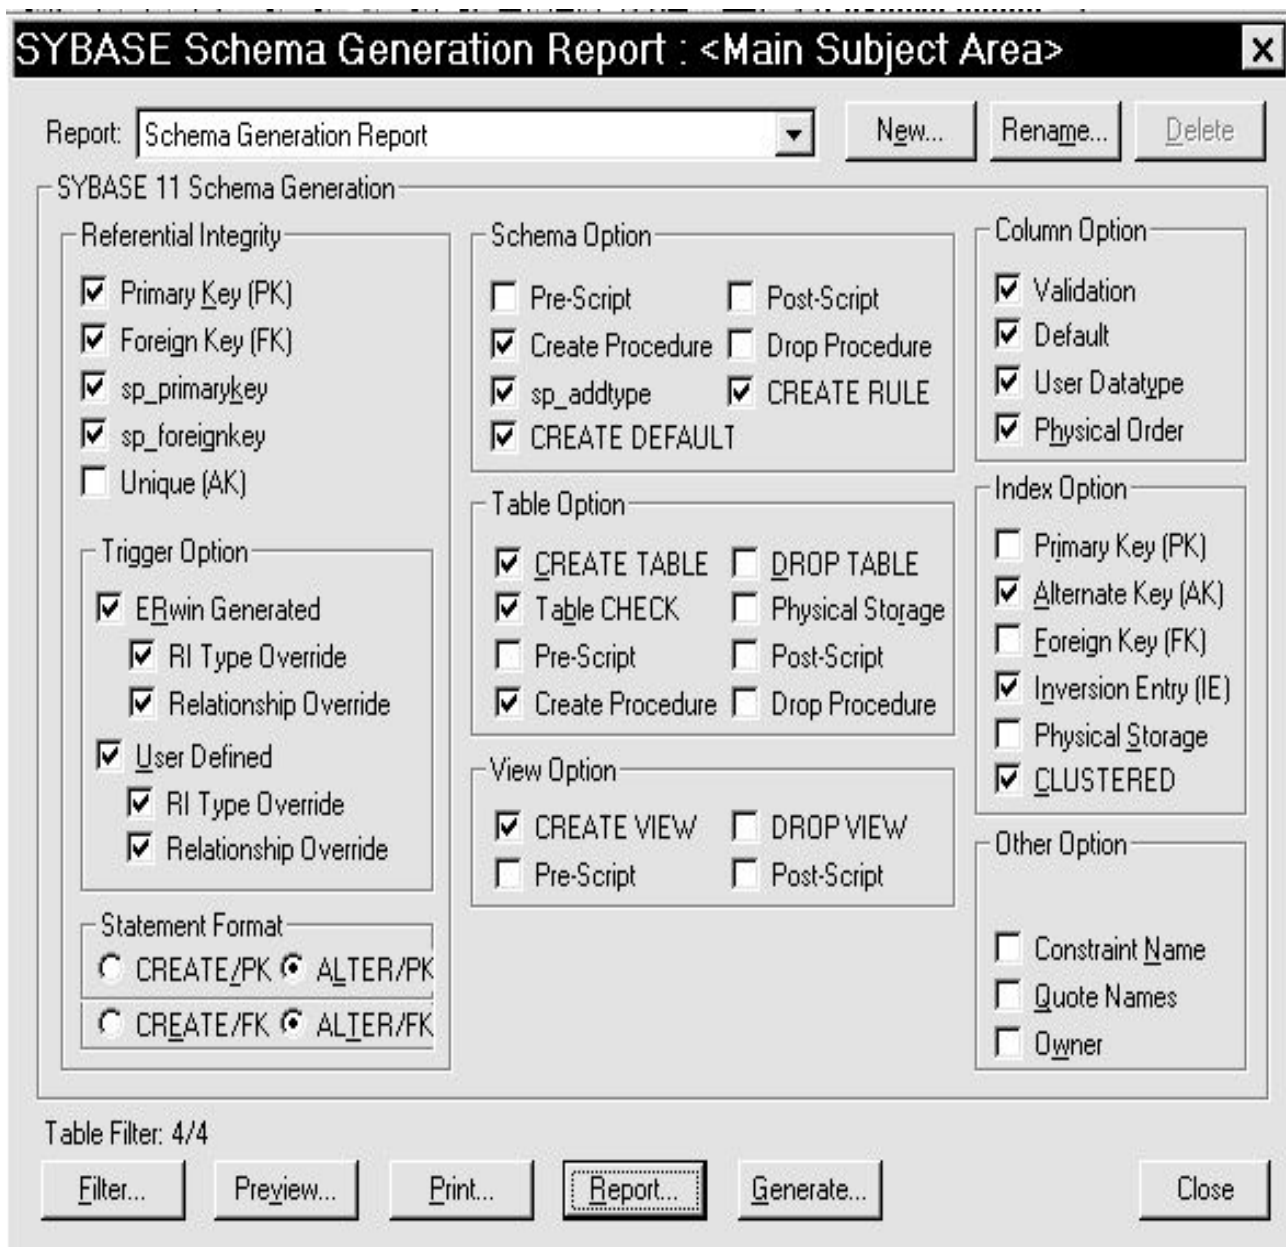 SYBASE Schema Generation Report : <Main Subject Area>
Report: Schema Generation Report New... Rename... Delete
SYBASE 11 Schema Generation
Referential Integrity
Primary Key (PK)
Foreign Key (FK)
sp_primarykey
sp_foreignkey
Unique (AK)
Trigger Option
ERwin Generated
RI Type Override
Relationship Override
User Defined
RI Type Override
Relationship Override
Statement Format
CREATE/PK ALTER/PK
CREATE/FK ALTER/FK
Schema Option
Pre-Script Post-Script
Create Procedure Drop Procedure
sp_addtype CREATE RULE
CREATE DEFAULT
Table Option
CREATE TABLE DROP TABLE
Table CHECK Physical Storage
Pre-Script Post-Script
Create Procedure Drop Procedure
View Option
CREATE VIEW DROP VIEW
Pre-Script Post-Script
Column Option
Validation
Default
User Datatype
Physical Order
Index Option
Primary Key (PK)
Alternate Key (AK)
Foreign Key (FK)
Inversion Entry (IE)
Physical Storage
CLUSTERED
Other Option
Constraint Name
Quote Names
Owner
Table Filter: 4/4
Filter... Preview... Print... Report... Generate... Close